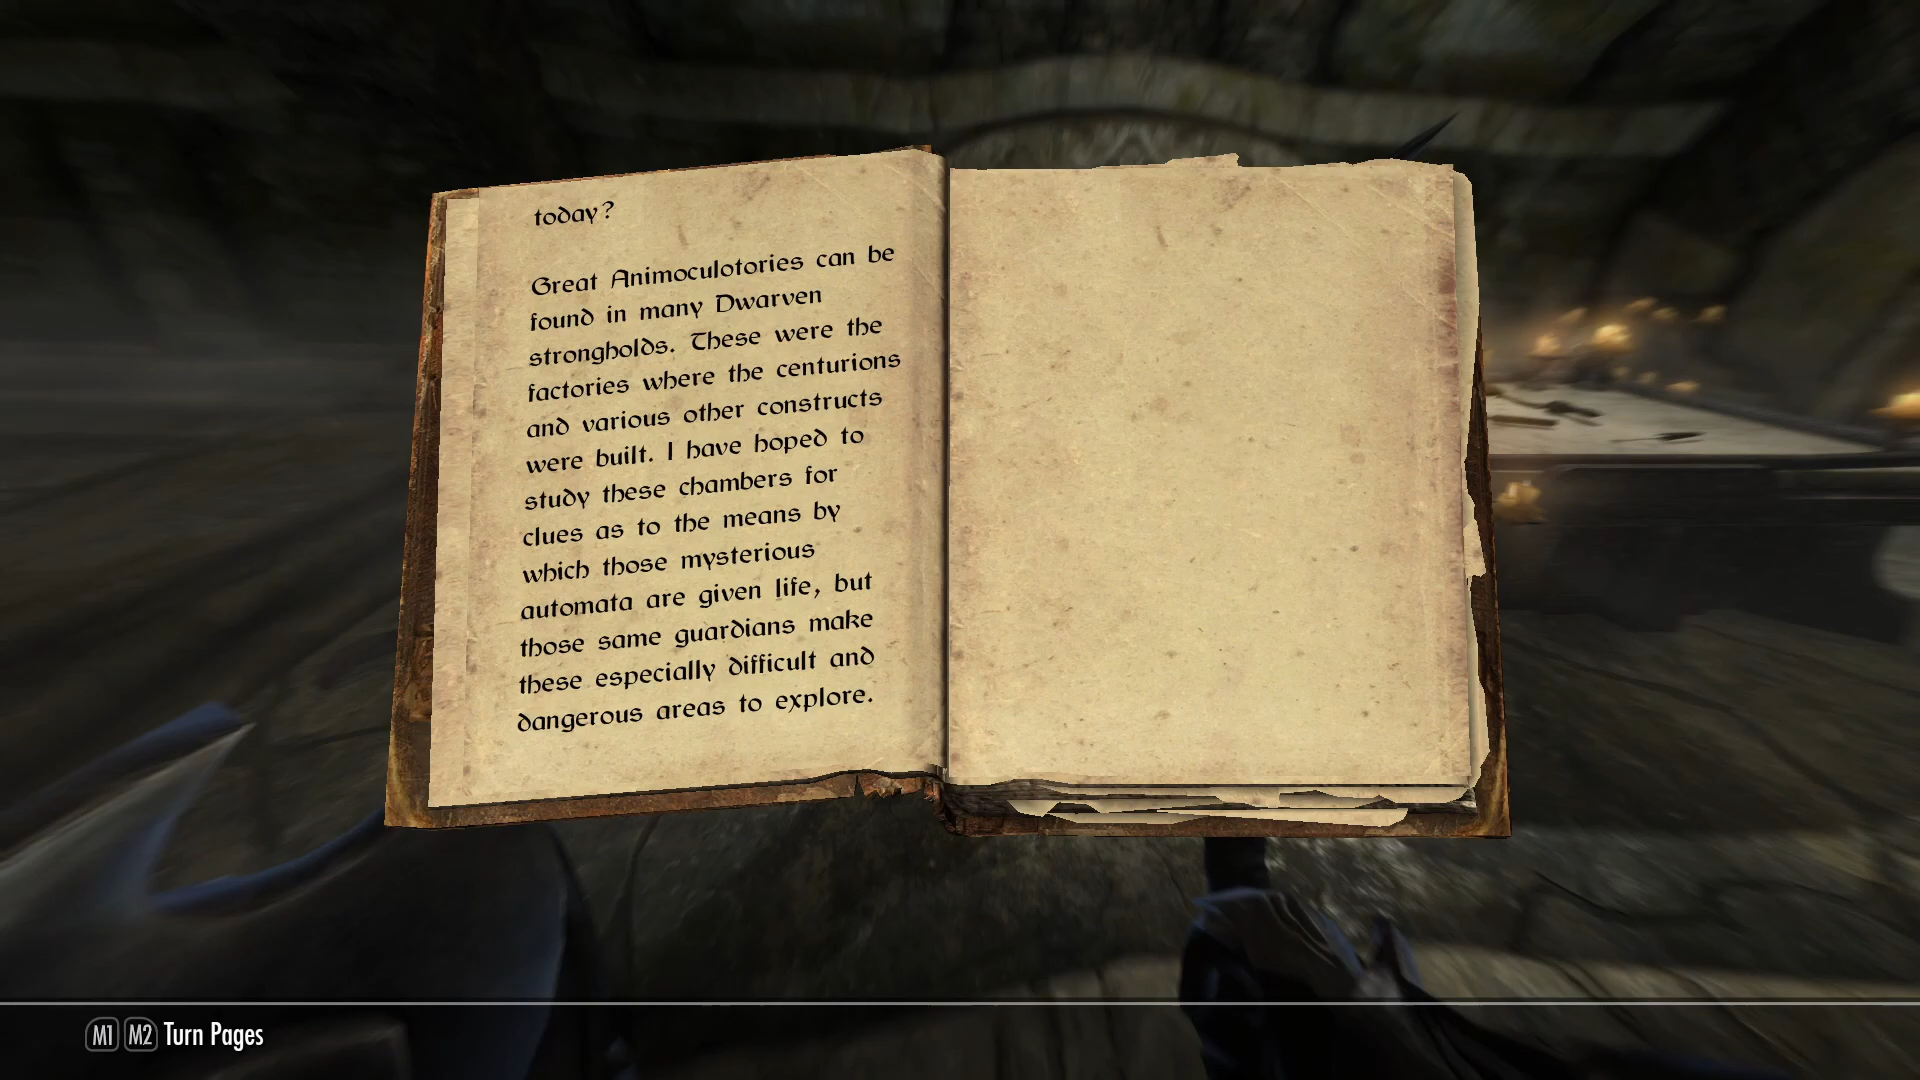 today?
Great Animoculotories can be
found in many Dwarven
strongholds. These were the
factories where the centurions
and various other constructs
were built. I have hoped to
study these chambers for
clues as to the means by
which those mysterious
automata are given life, but
those same guardians make
these especially difficult and
dangerous areas to explore.
M1 M2 Turn Pages